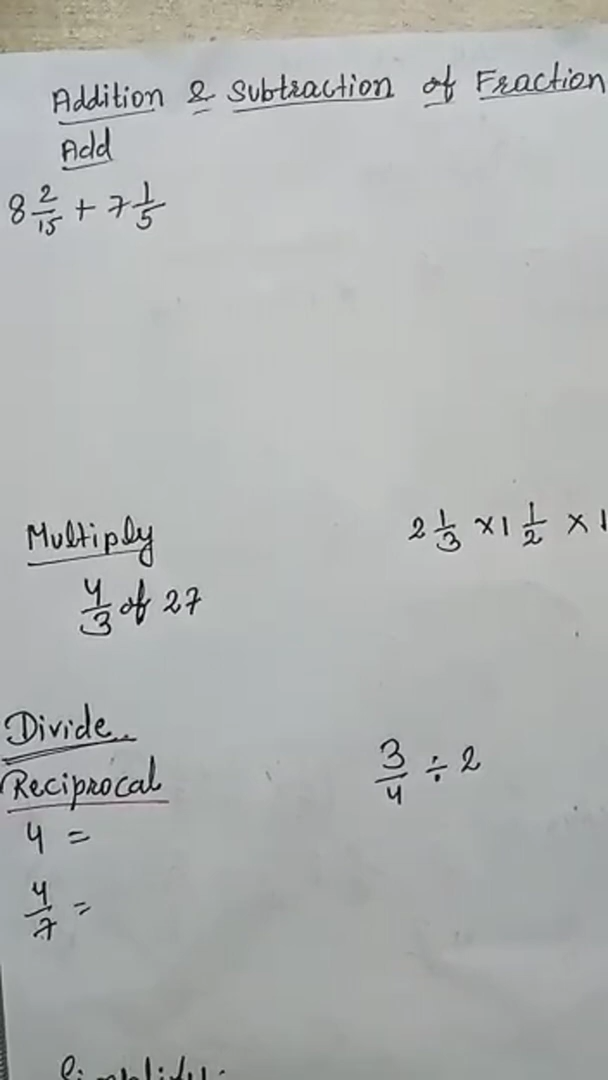 Addition & Subtraction of Fraction
Add
8 2/15 + 7 1/5
Multiply
2 1/3 x 1 1/2 x 1
4/3 of 27
Divide
Reciprocal
3/4 ÷ 2
4 =
4/7 =